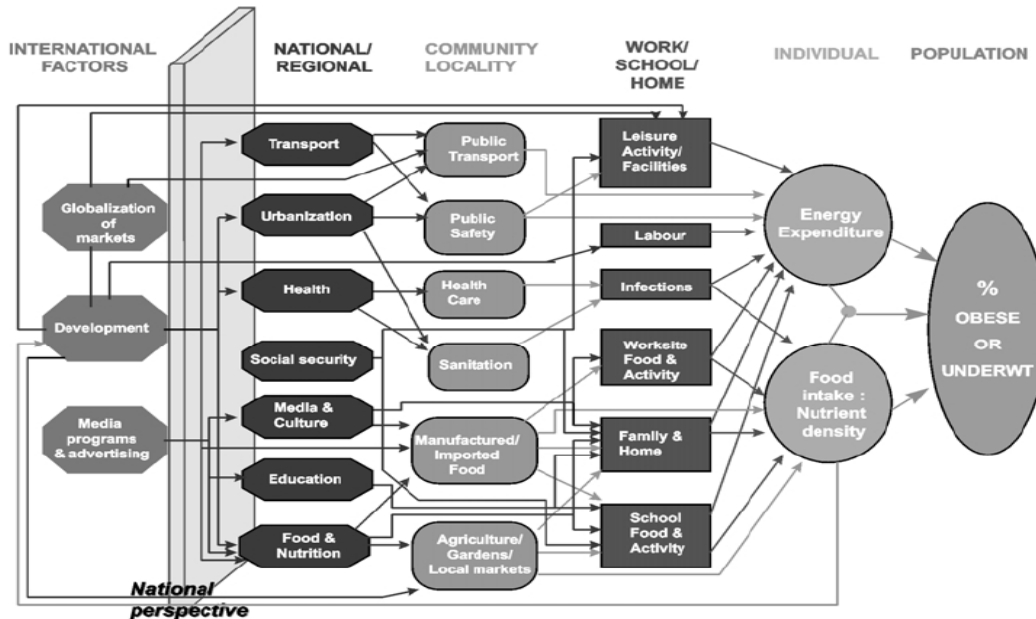 INTERNATIONAL
FACTORS
NATIONAL/
REGIONAL
COMMUNITY
LOCALITY
WORK/
SCHOOL/
HOME
INDIVIDUAL
POPULATION
Globalization
of
markets
Development
Media
programs
& advertising
Transport
Urbanization
Health
Social security
Media &
Culture
Education
Food &
Nutrition
National
perspective
Public
Transport
Public
Safety
Health
Care
Sanitation
Manufactured/
Imported
Food
Agriculture/
Gardens/
Local markets
Leisure
Activity/
Facilities
Labour
Infections
Worksite
Food &
Activity
Family &
Home
School
Food &
Activity
Energy
Expenditure
Food
intake :
Nutrient
density
%
OBESE
OR
UNDERWT